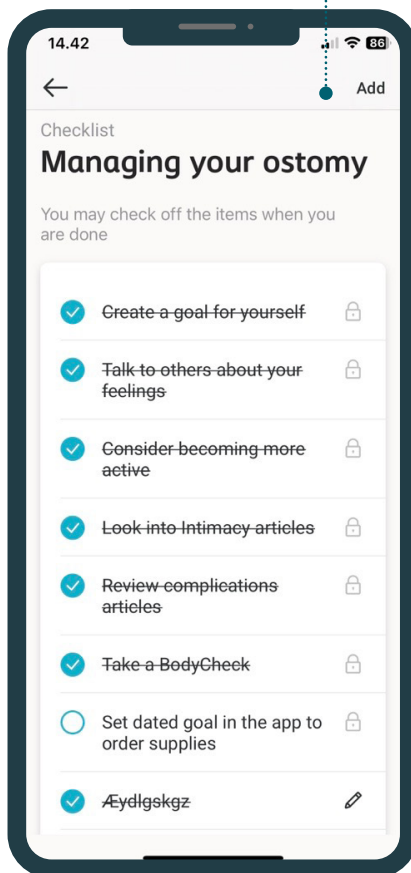 14.42
86
Add
Checklist
Managing your ostomy
You may check off the items when you
are done
Create a goal for yourself
Talk to others about your
feelings
Consider becoming more
active
Look into Intimacy articles
Review complications
articles
Take a BodyCheck
Set dated goal in the app to
order supplies
Æydlgskgz